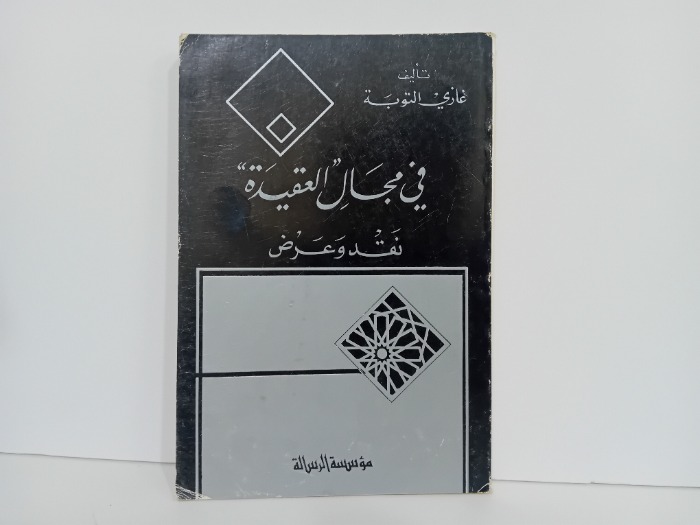 تأليف
غازي التوبة
في مجال "العقيدة"
نقد وعرض
مؤسسة الرسالة